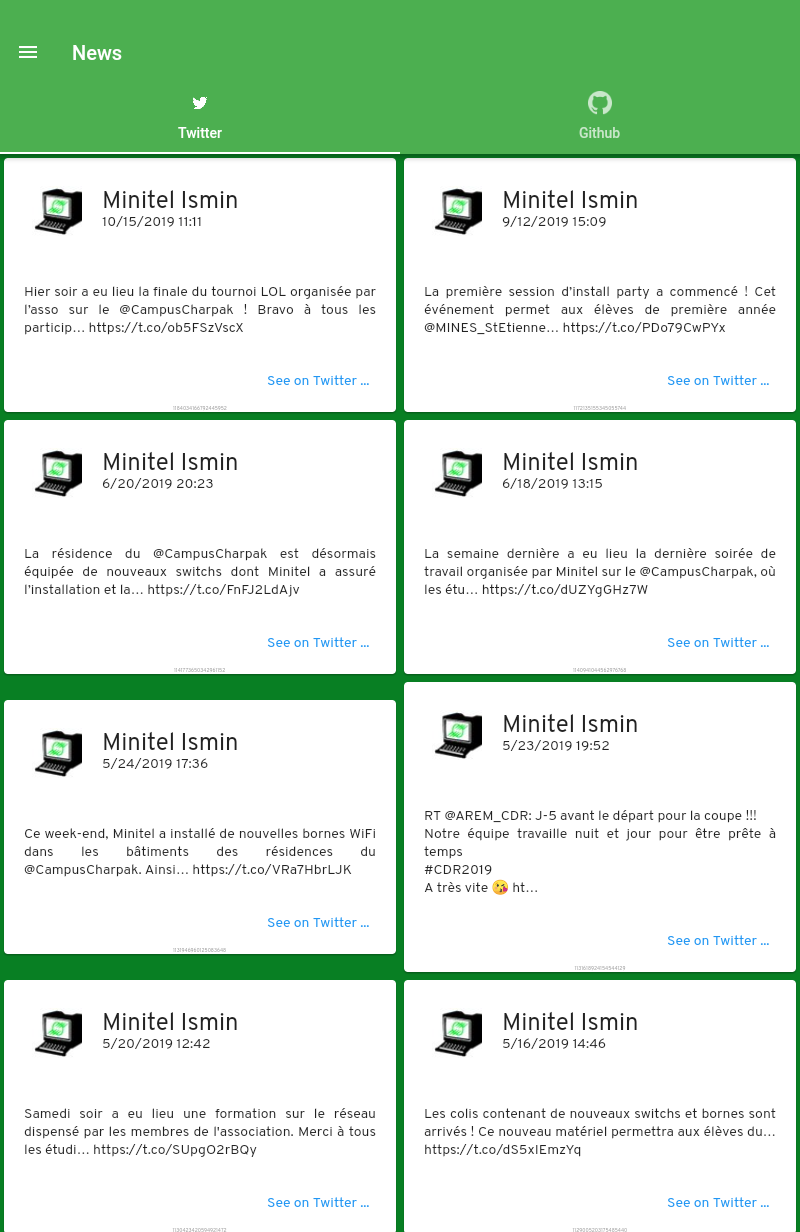 News
Twitter
Github
Minitel Ismin
10/15/2019 11:11
Hier soir a eu lieu la finale du tournoi LOL organisée par
l'asso sur le @CampusCharpak ! Bravo à tous les
particip… https://t.co/ob5FSzVscX
See on Twitter ...
Minitel Ismin
9/12/2019 15:09
La première session d'install party a commencé ! Cet
événement permet aux élèves de première année
@MINES_StEtienne… https://t.co/PDo79CwPYx
See on Twitter ...
Minitel Ismin
6/20/2019 20:23
La résidence du @CampusCharpak est désormais
équipée de nouveaux switchs dont Minitel a assuré
l'installation et la… https://t.co/FnFJ2LdAjv
See on Twitter ...
Minitel Ismin
6/18/2019 13:15
La semaine dernière a eu lieu la dernière soirée de
travail organisée par Minitel sur le @CampusCharpak, où
les étu… https://t.co/dUZYgGHz7W
See on Twitter ...
Minitel Ismin
5/24/2019 17:36
Ce week-end, Minitel a installé de nouvelles bornes WiFi
dans les bâtiments des résidences du
@CampusCharpak. Ainsi… https://t.co/VRa7HbrLJK
See on Twitter ...
Minitel Ismin
5/23/2019 19:52
RT @AREM_CDR: J-5 avant le départ pour la coupe !!!
Notre équipe travaille nuit et jour pour être prête à
temps
#CDR2019
A très vite 😘 ht…
See on Twitter ...
Minitel Ismin
5/20/2019 12:42
Samedi soir a eu lieu une formation sur le réseau
dispensé par les membres de l'association. Merci à tous
les étudi… https://t.co/SUpgO2rBQy
See on Twitter ...
Minitel Ismin
5/16/2019 14:46
Les colis contenant de nouveaux switchs et bornes sont
arrivés ! Ce nouveau matériel permettra aux élèves du…
https://t.co/dS5xlEmzYq
See on Twitter ...